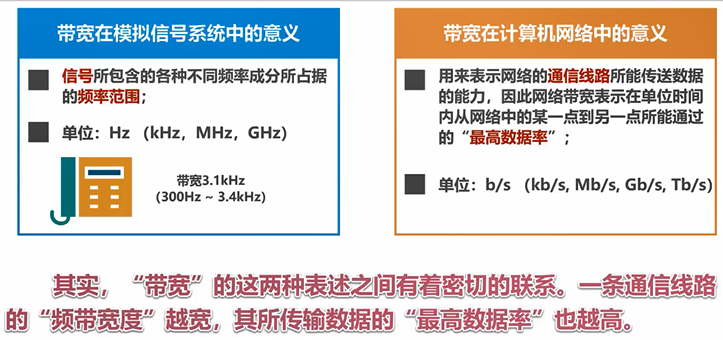 带宽在模拟信号系统中的意义
信号所包含的各种不同频率成分所占据
的频率范围；
单位：Hz （kHz，MHz，GHz）
带宽3.1kHz
（300Hz ~ 3.4kHz）
带宽在计算机网络中的意义
用来表示网络的通信线路所能传送数据
的能力，因此网络带宽表示在单位时间
内从网络中的某一点到另一点所能通过
的“最高数据率”；
单位：b/s （kb/s, Mb/s, Gb/s, Tb/s）
其实，“带宽”的这两种表述之间有着密切的联系。一条通信线路
的“频带宽度”越宽，其所传输数据的“最高数据率”也越高。